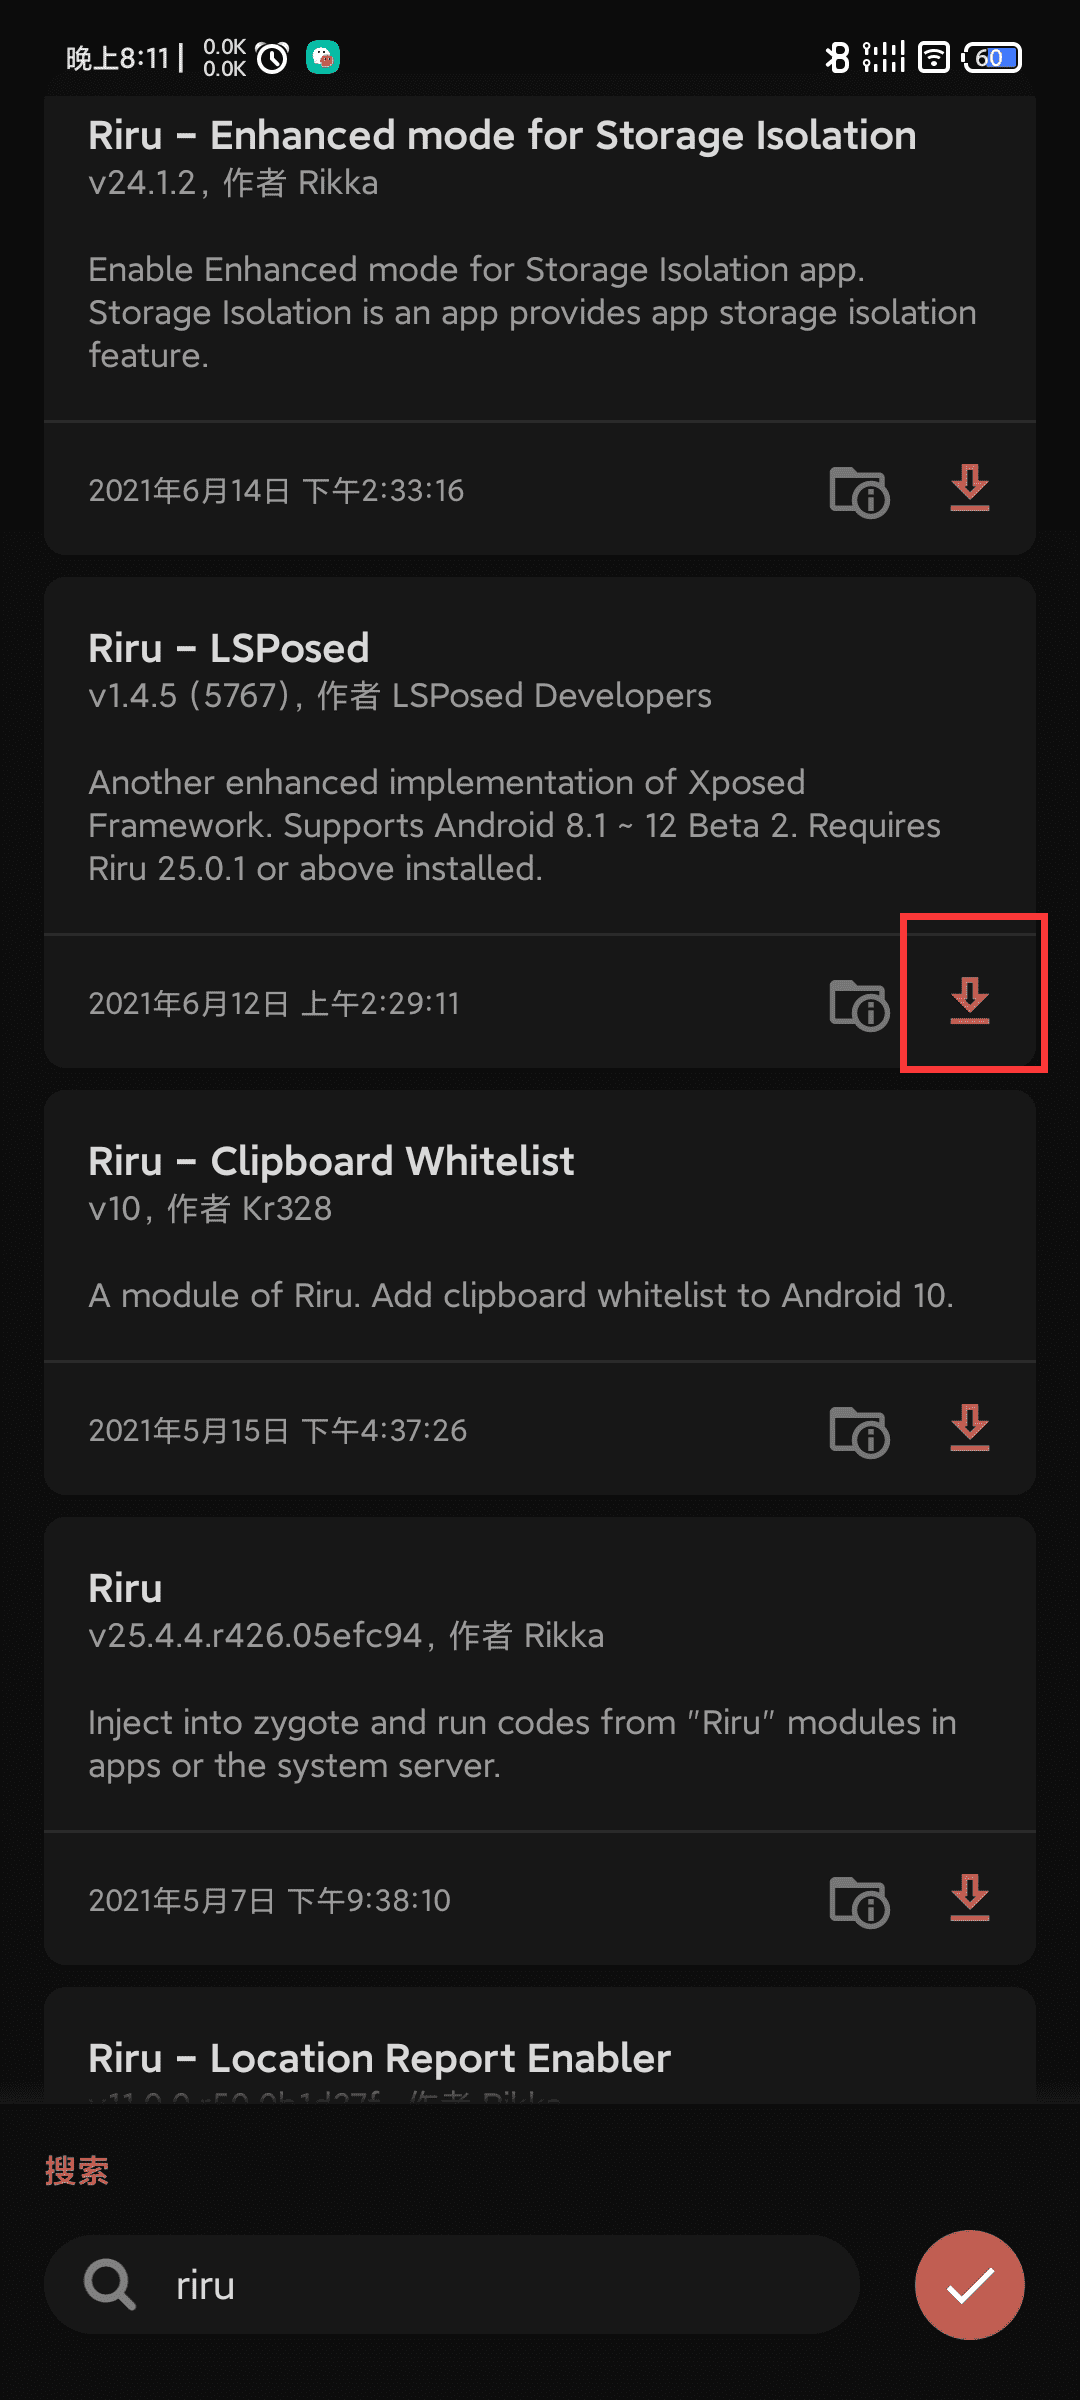 晚上8:11 |
0.0K
0.0K
60
Riru – Enhanced mode for Storage Isolation
v24.1.2, 作者 Rikka
Enable Enhanced mode for Storage Isolation app.
Storage Isolation is an app provides app storage isolation
feature.
2021年6月14日 下午2:33:16
Riru – LSPosed
v1.4.5 (5767), 作者 LSPosed Developers
Another enhanced implementation of Xposed
Framework. Supports Android 8.1 ~ 12 Beta 2. Requires
Riru 25.0.1 or above installed.
2021年6月12日 上午2:29:11
Riru – Clipboard Whitelist
v10, 作者 Kr328
A module of Riru. Add clipboard whitelist to Android 10.
2021年5月15日 下午4:37:26
Riru
v25.4.4.r426.05efc94, 作者 Rikka
Inject into zygote and run codes from "Riru" modules in
apps or the system server.
2021年5月7日 下午9:38:10
Riru – Location Report Enabler
作者 Rikka
搜索
riru